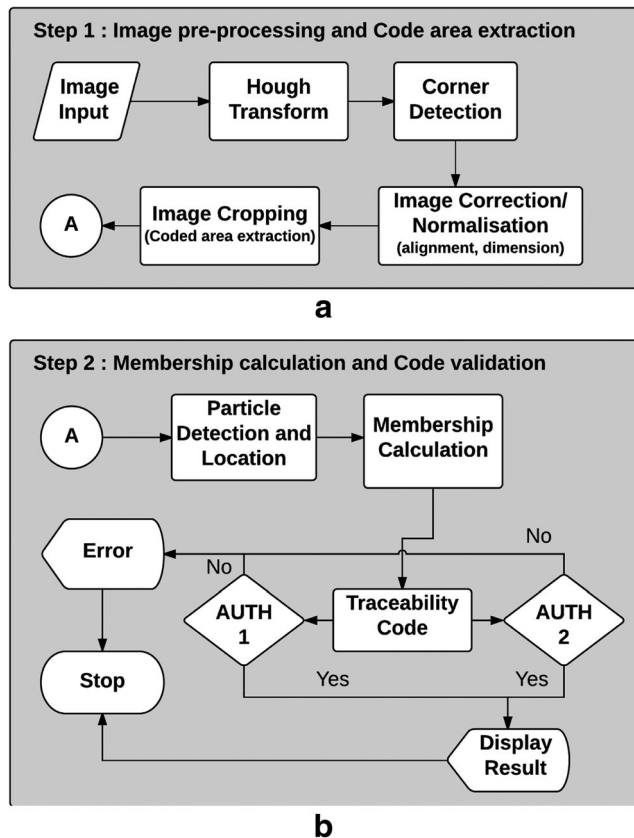 Step 1 : Image pre-processing and Code area extraction
Image
Input
Hough
Transform
Corner
Detection
A
Image Cropping
(Coded area extraction)
Image Correction/
Normalisation
(alignment, dimension)
a
Step 2 : Membership calculation and Code validation
A
Particle
Detection and
Location
Membership
Calculation
Error
No
No
AUTH
1
Traceability
Code
AUTH
2
Stop
Yes
Yes
Display
Result
b